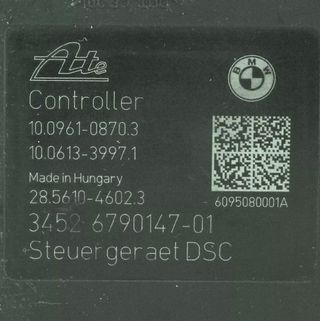 Ate
BMW
Controller
10.0961-0870.3
10.0613-3997.1
Made in Hungary
28.5610-4602.3
6095080001A
3452 6790147-01
Steuergeraet DSC